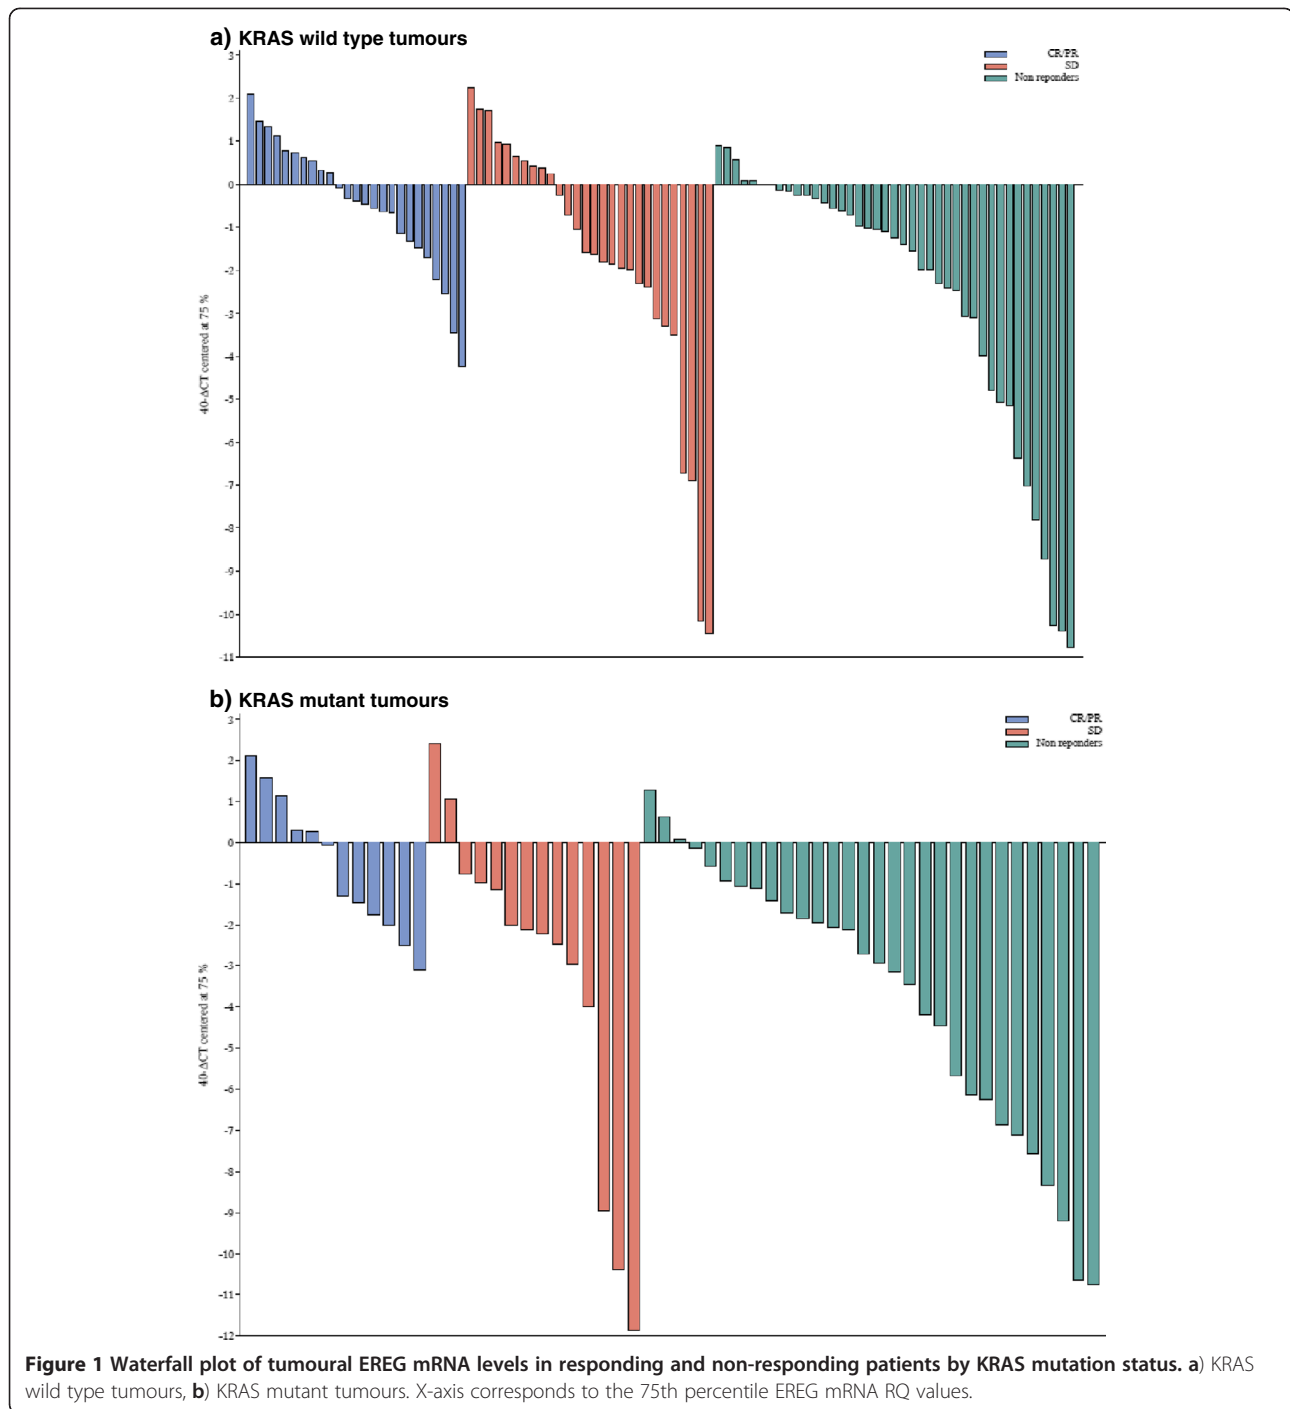 a) KRAS wild type tumours
CR/PR
SD
Non reponders
3
2
1
0
-1
-2
-3
-4
-5
-6
-7
-8
-9
-10
-11
40-ΔCT centered at 75 %
b) KRAS mutant tumours
CR/PR
SD
Non reponders
3
2
1
0
-1
-2
-3
-4
-5
-6
-7
-8
-9
-10
-11
-12
40-ΔCT centered at 75 %
Figure 1 Waterfall plot of tumoural EREG mRNA levels in responding and non-responding patients by KRAS mutation status. a) KRAS
wild type tumours, b) KRAS mutant tumours. X-axis corresponds to the 75th percentile EREG mRNA RQ values.